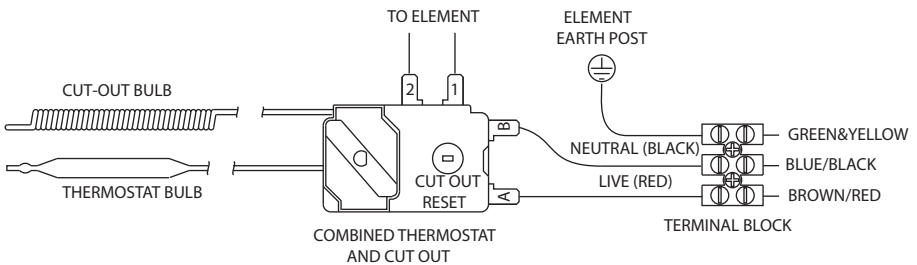 TO ELEMENT
ELEMENT
EARTH POST
CUT-OUT BULB
2
1
B
NEUTRAL (BLACK)
GREEN&YELLOW
BLUE/BLACK
THERMOSTAT BULB
CUT OUT
RESET
A
LIVE (RED)
BROWN/RED
TERMINAL BLOCK
COMBINED THERMOSTAT
AND CUT OUT